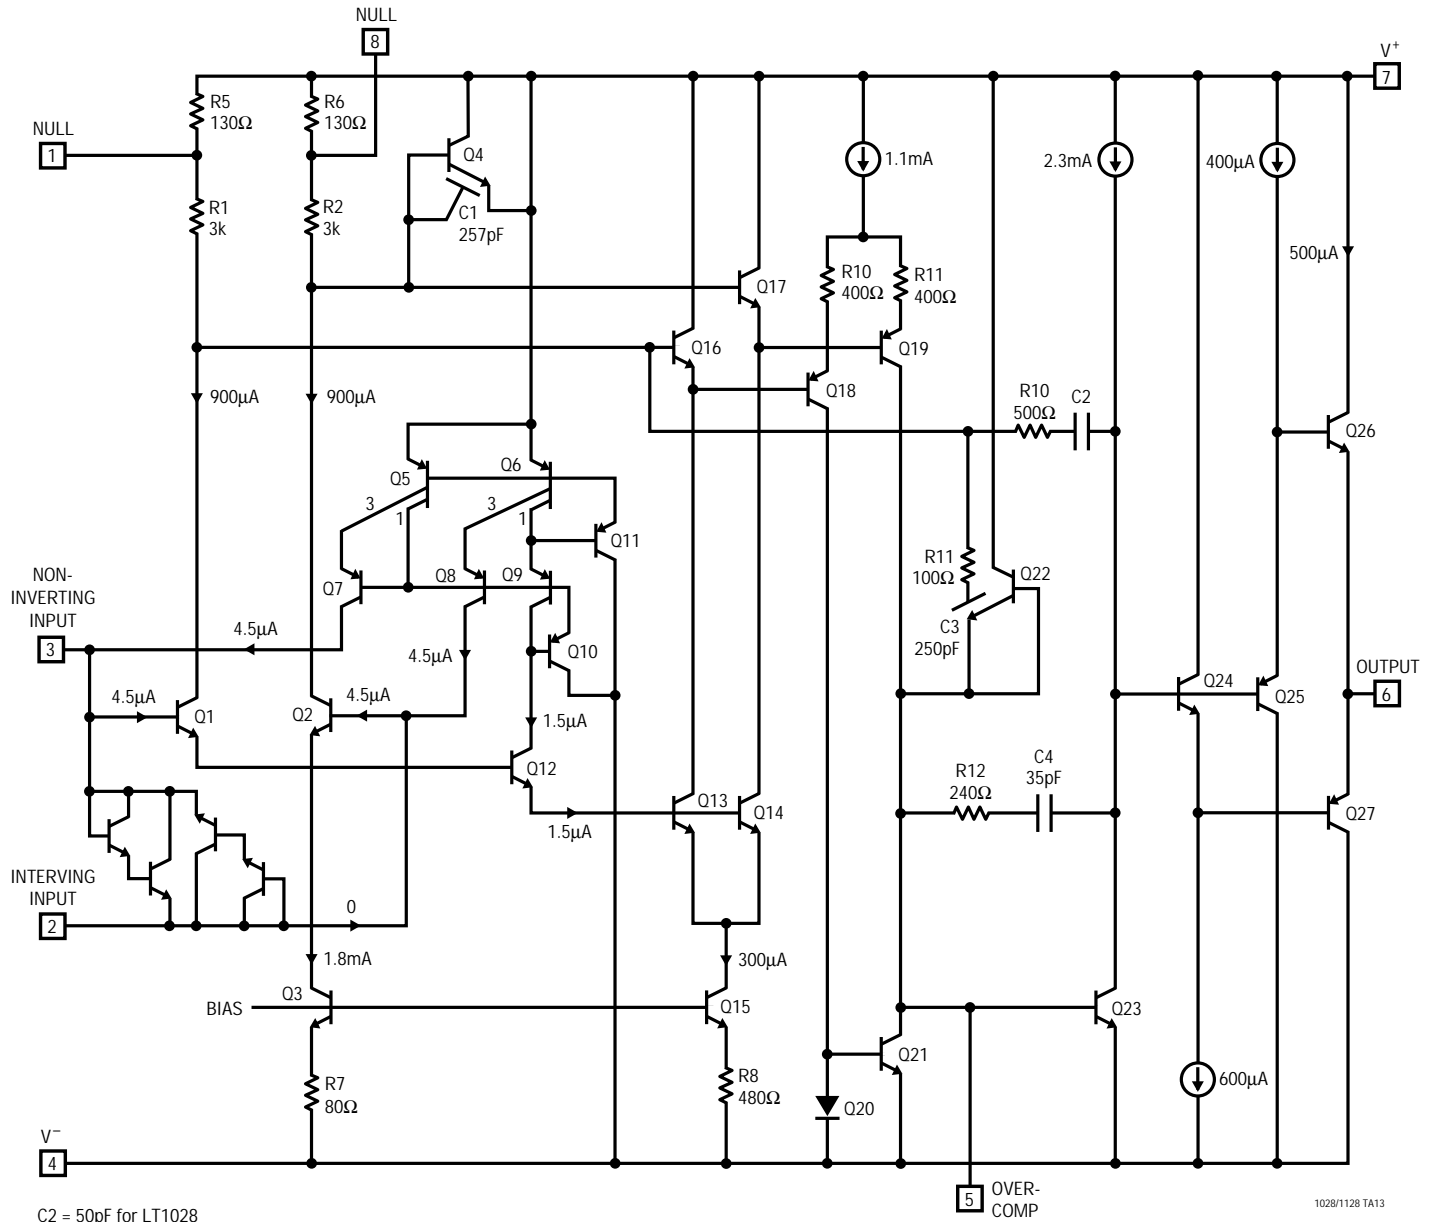 NULL
8
V+
7
R5
130Ω
R6
130Ω
NULL
1
Q4
1.1mA
2.3mA
400µA
R1
3k
R2
3k
C1
257pF
500µA
R10
400Ω
R11
400Ω
Q17
Q16
Q19
Q18
900µA
900µA
R10
500Ω
C2
Q26
Q5
Q6
3
1
3
1
Q11
NON-
INVERTING
INPUT
3
Q7
Q8
Q9
R11
100Ω
Q22
4.5µA
4.5µA
Q10
C3
250pF
OUTPUT
6
4.5µA
4.5µA
Q1
Q2
1.5µA
Q24
Q25
Q12
R12
240Ω
C4
35pF
Q13
Q14
1.5µA
Q27
INTERVING
INPUT
2
0
1.8mA
300µA
Q3
BIAS
Q15
Q23
Q21
R7
80Ω
R8
480Ω
Q20
600µA
V−
4
5
OVER-
COMP
1028/1128 TA13
C2 = 50pF for LT1028